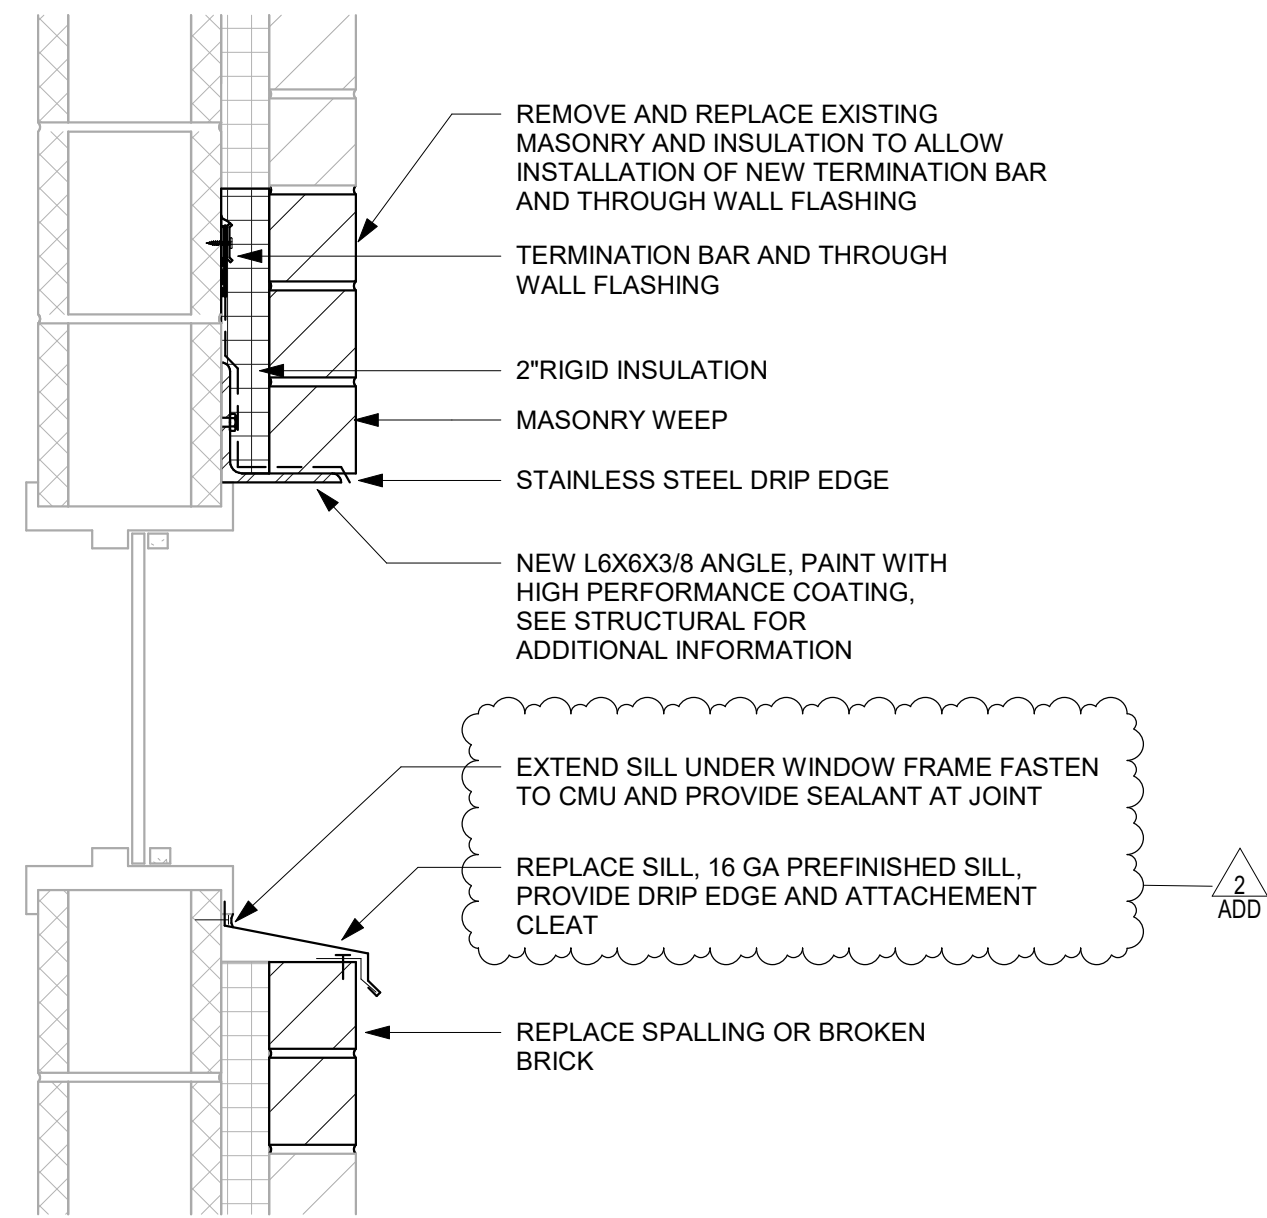 REMOVE AND REPLACE EXISTING
MASONRY AND INSULATION TO ALLOW
INSTALLATION OF NEW TERMINATION BAR
AND THROUGH WALL FLASHING
TERMINATION BAR AND THROUGH
WALL FLASHING
2"RIGID INSULATION
MASONRY WEEP
STAINLESS STEEL DRIP EDGE
NEW L6X6X3/8 ANGLE, PAINT WITH
HIGH PERFORMANCE COATING,
SEE STRUCTURAL FOR
ADDITIONAL INFORMATION
EXTEND SILL UNDER WINDOW FRAME FASTEN
TO CMU AND PROVIDE SEALANT AT JOINT
REPLACE SILL, 16 GA PREFINISHED SILL,
PROVIDE DRIP EDGE AND ATTACHEMENT
CLEAT
2
ADD
REPLACE SPALLING OR BROKEN
BRICK